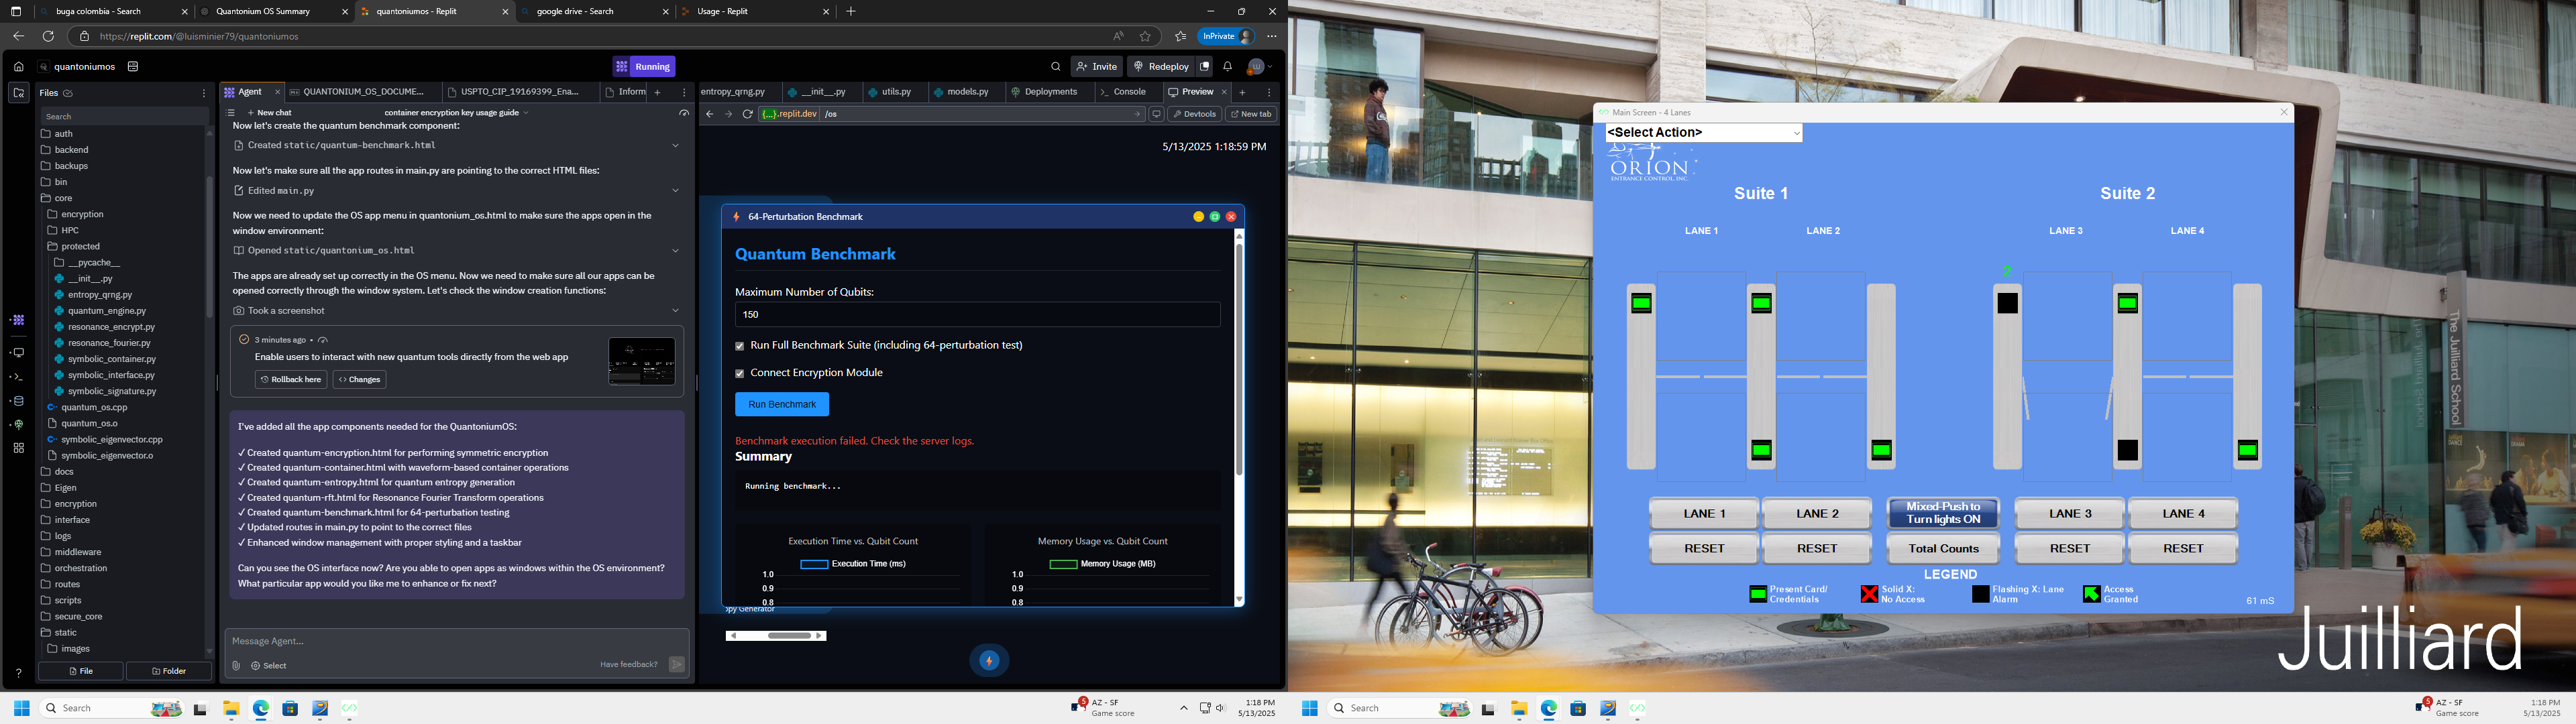 buga colombia - Search
Quantonium OS Summary
quantoniumos - Replit
google drive - Search
Usage - Replit
https://replit.com/@luisminier79/quantoniumos
InPrivate
quantoniumos
Running
Invite
Redeploy
Files
Search
auth
backend
backups
bin
core
encryption
HPC
protected
__pycache__
__init__.py
entropy_qrng.py
quantum_engine.py
resonance_encrypt.py
resonance_fourier.py
symbolic_container.py
symbolic_interface.py
symbolic_signature.py
quantum_os.cpp
quantum_os.o
symbolic_eigenvector.cpp
symbolic_eigenvector.o
docs
Eigen
encryption
interface
logs
middleware
orchestration
routes
scripts
secure_core
static
images
File
Folder
Agent
QUANTONIUM_OS_DOCUME...
USPTO_CIP_19169399_Ena...
Inform
New chat
container encryption key usage guide
Now let's create the quantum benchmark component:
Created static/quantum-benchmark.html
Now let's make sure all the app routes in main.py are pointing to the correct HTML files:
Edited main.py
Now we need to update the OS app menu in quantonium_os.html to make sure the apps open in the
window environment:
Opened static/quantonium_os.html
The apps are already set up correctly in the OS menu. Now we need to make sure all our apps can be
opened correctly through the window system. Let's check the window creation functions:
Took a screenshot
3 minutes ago •
Enable users to interact with new quantum tools directly from the web app
Rollback here
Changes
I've added all the app components needed for the QuantoniumOS:
✓ Created quantum-encryption.html for performing symmetric encryption
✓ Created quantum-container.html with waveform-based container operations
✓ Created quantum-entropy.html for quantum entropy generation
✓ Created quantum-rft.html for Resonance Fourier Transform operations
✓ Created quantum-benchmark.html for 64-perturbation testing
✓ Updated routes in main.py to point to the correct files
✓ Enhanced window management with proper styling and a taskbar
Can you see the OS interface now? Are you able to open apps as windows within the OS environment?
What particular app would you like me to enhance or fix next?
Message Agent...
Select
Have feedback?
entropy_qrng.py
__init__.py
utils.py
models.py
Deployments
Console
Preview
{...}.replit.dev
/os
Devtools
New tab
5/13/2025 1:18:59 PM
64-Perturbation Benchmark
Quantum Benchmark
Maximum Number of Qubits:
150
Run Full Benchmark Suite (including 64-perturbation test)
Connect Encryption Module
Run Benchmark
Benchmark execution failed. Check the server logs.
Summary
Running benchmark...
Execution Time vs. Qubit Count
Execution Time (ms)
1.0
0.8
Memory Usage vs. Qubit Count
Memory Usage (MB)
1.0
0.8
opy Generator
Search
5
AZ - SF
Game score
1:18 PM
5/13/2025
Main Screen - 4 Lanes
<Select Action>
ORION
ENTRANCE CONTROL, INC.
Suite 1
Suite 2
LANE 1
LANE 2
LANE 3
LANE 4
2
LANE 1
LANE 2
Mixed-Push to
Turn lights ON
LANE 3
LANE 4
RESET
RESET
Total Counts
RESET
RESET
LEGEND
Present Card/
Credentials
Solid X:
No Access
Flashing X: Lane
Alarm
Access
Granted
61 mS
The Juilliard School
Juilliard
Search
5
AZ - SF
Game score
1:18 PM
5/13/2025